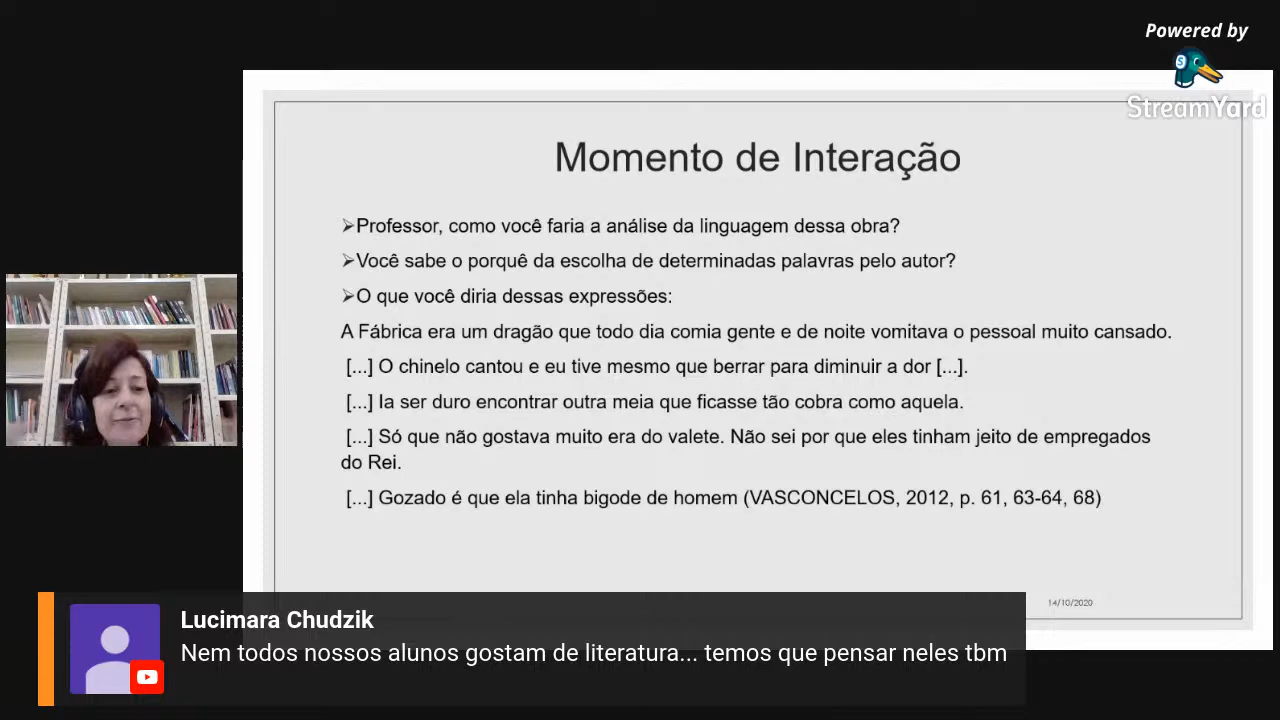 Powered by
StreamYard
Momento de Interação
➢Professor, como você faria a análise da linguagem dessa obra?
➢Você sabe o porquê da escolha de determinadas palavras pelo autor?
➢O que você diria dessas expressões:
A Fábrica era um dragão que todo dia comia gente e de noite vomitava o pessoal muito cansado.
[...] O chinelo cantou e eu tive mesmo que berrar para diminuir a dor [...].
[...] Ia ser duro encontrar outra meia que ficasse tão cobra como aquela.
[...] Só que não gostava muito era do valete. Não sei por que eles tinham jeito de empregados
do Rei.
[...] Gozado é que ela tinha bigode de homem (VASCONCELOS, 2012, p. 61, 63-64, 68)
14/10/2020
Lucimara Chudzik
Nem todos nossos alunos gostam de literatura... temos que pensar neles tbm